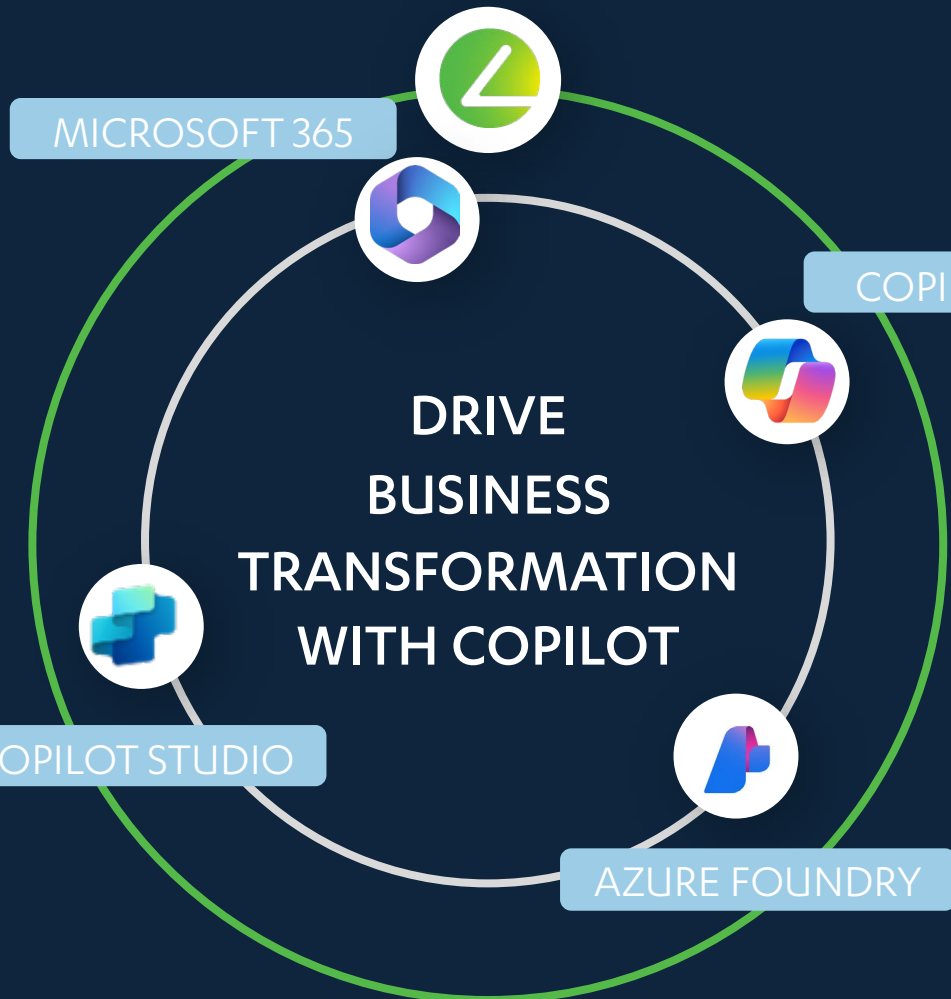 MICROSOFT 365
COPI
DRIVE
BUSINESS
TRANSFORMATION
WITH COPILOT
OPILOT STUDIO
AZURE FOUNDRY